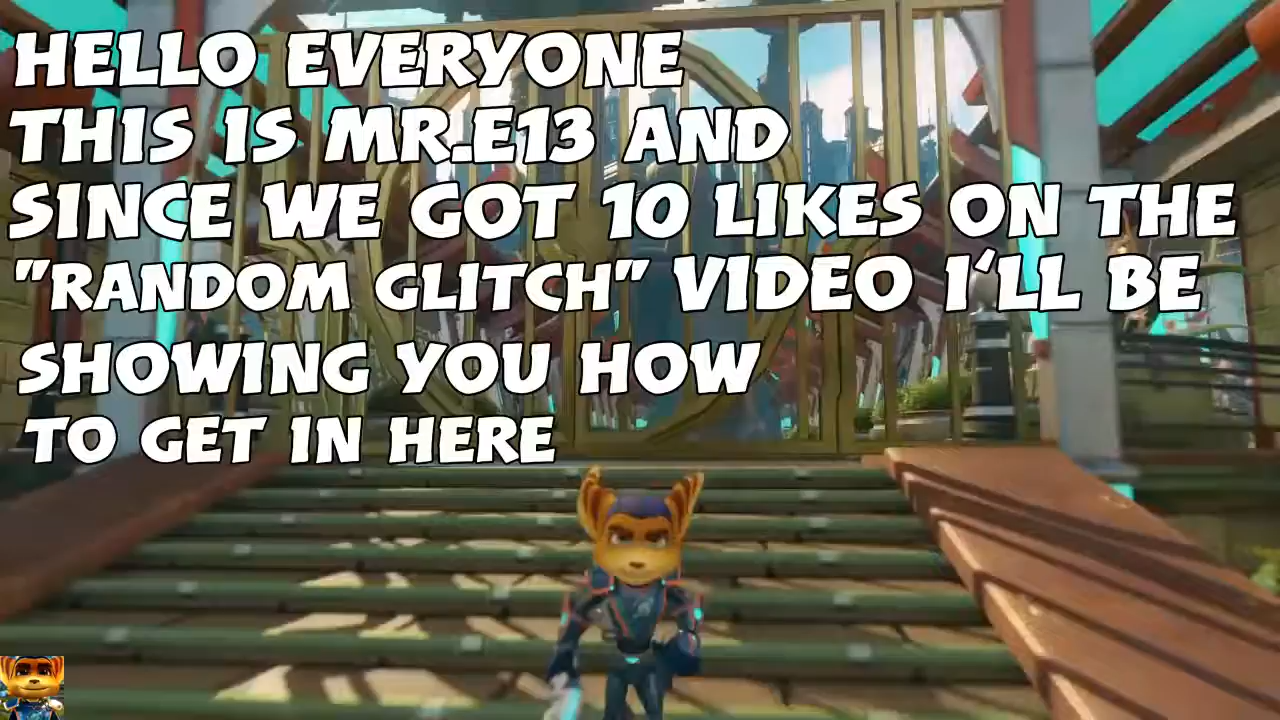 HELLO EVERYONE
THIS IS MR.E13 AND
SINCE WE GOT 10 LIKES ON THE
"RANDOM GLITCH" VIDEO I'LL BE
SHOWING YOU HOW
TO GET IN HERE